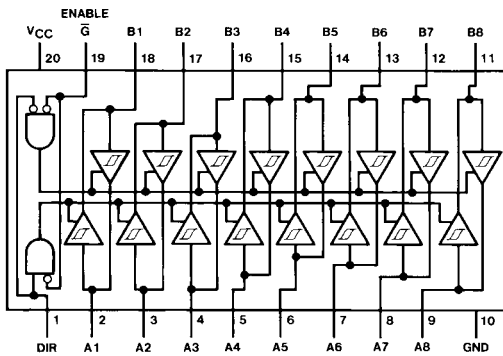 ENABLE
VCC G B1 B2 B3 B4 B5 B6 B7 B8
20 19 18 17 16 15 14 13 12 11
1 2 3 4 5 6 7 8 9 10
DIR A1 A2 A3 A4 A5 A6 A7 A8 GND